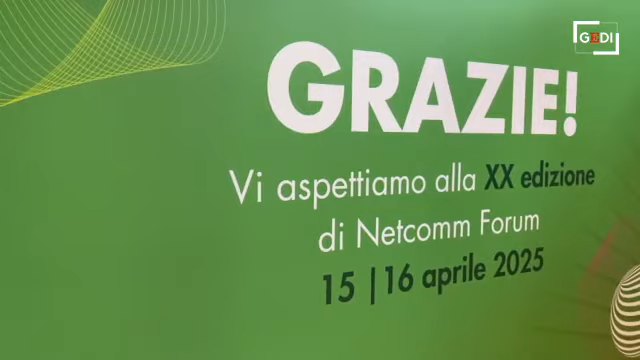 GEDI
GRAZIE!
Vi aspettiamo alla XX edizione
di Netcomm Forum
15 | 16 aprile 2025